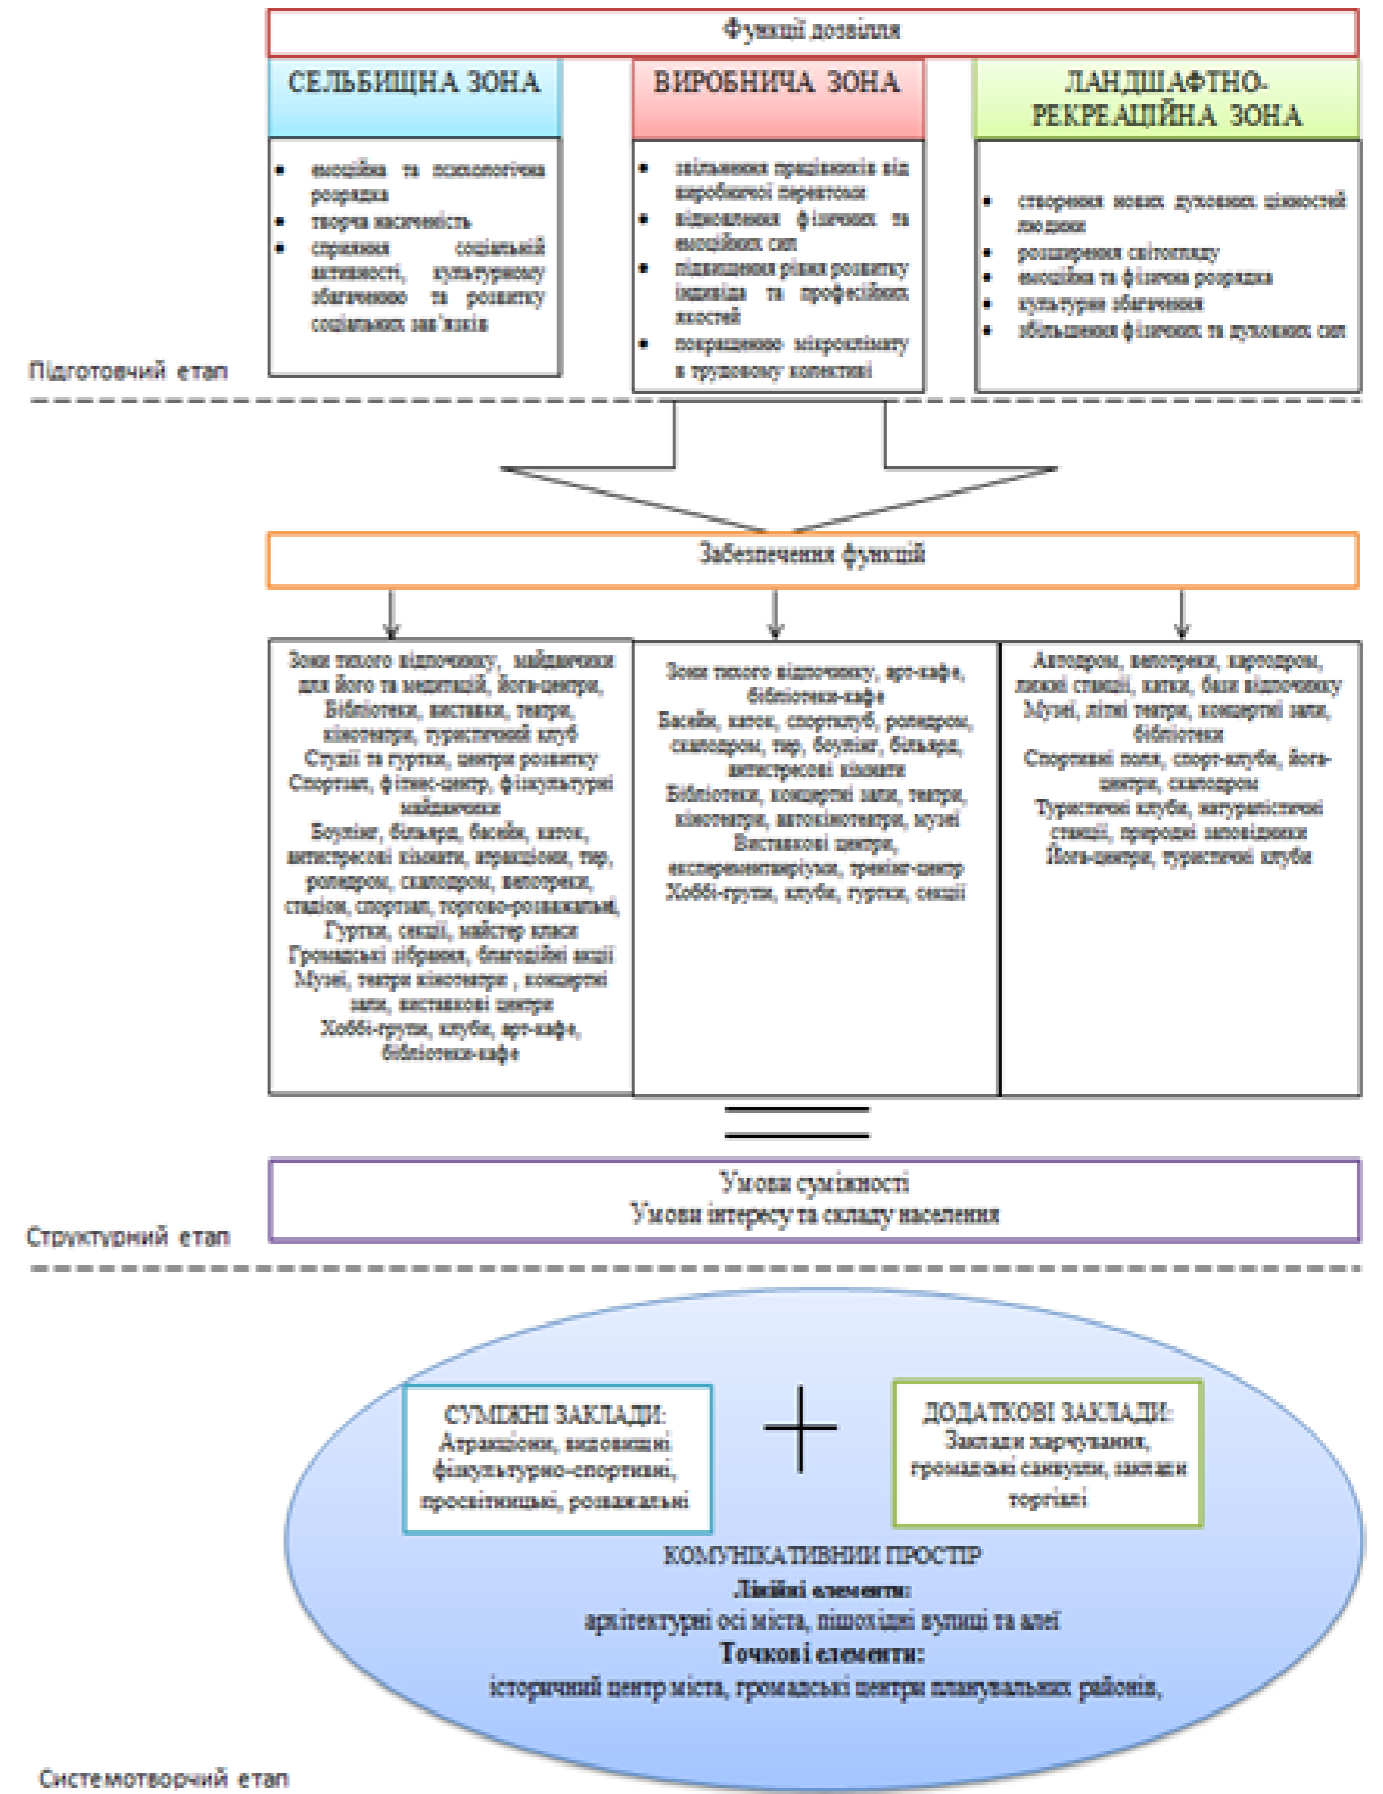 Функції дозвілля
СЕЛЬБИЩНА ЗОНА
ВИРОБНИЧА ЗОНА
ЛАНДШАФТНО-
РЕКРЕАЦІЙНА ЗОНА
• емоційна та психологічна
розрядка
• творча насиченість
• сприяння соціальній
активності, культурному
збагаченню та розвитку
соціальних зав'язків
• звільнення працівників від
виробничої перевтоми
• відновлення фізичних та
емоційних сил
• підвищення рівня розвитку
індивіда та професійних
якостей
• покращенню мікроклімату
в трудовому колективі
• створення нових духовних цінностей
людини
• розширення світогляду
• емоційна та фізична розрядка
• культурне збагачення
• збільшення фізичних та духовних сил
Підготовчий етап
Забезпечення функцій
Зони тихого відпочинку, майданчики
для його та медитацій, йога-центри,
Бібліотеки, виставки, театри,
кінотеатри, туристичний клуб
Студії та гуртки, центри розвитку
Спортзал, фітнес-центр, фізкультурні
майданчики
Боулінг, більярд, басейн, каток,
антистресові кімнати, атракціони, тир,
роледром, скалодром, велотреки,
стадіон, спортзал, торгово-розважальні,
Гуртки, секції, майстер класи
Громадські зібрання, благодійні акції
Музеї, театри кінотеатри , концертні
зали, виставкові центри
Хоббі-групи, клуби, арт-кафе,
бібліотеки-кафе
Зони тихого відпочинку, арт-кафе,
бібліотеки-кафе
Басейн, каток, спортклуб, роледром,
скалодром, тир, боулінг, більярд,
антистресові кімнати
Бібліотеки, концертні зали, театри,
кінотеатри, автокінотеатри, музеї
Виставкові центри,
експерементаріуми, тренінг-центр
Хоббі-групи, клуби, гуртки, секції
Автодром, велотреки, картодром,
лижні станції, катки, бази відпочинку
Музеї, літні театри, концертні зали,
бібліотеки
Спортивні поля, спорт-клуби, йога-
центри, скалодром
Туристичні клуби, натуралістичні
станції, природні заповідники
Йога-центри, туристичні клуби
Умови суміжності
Умови інтересу та складу населення
Структурний етап
СУМІЖНІ ЗАКЛАДИ:
Атракціони, видовищні
фізкультурно-спортивні,
просвітницькі, розважальні
ДОДАТКОВІ ЗАКЛАДИ:
Заклади харчування,
громадські санвузли, заклади
торгівлі
КОМУНІКАТИВНИЙ ПРОСТІР
Лінійні елементи:
архітектурні осі міста, пішохідні вулиці та алеї
Точкові елементи:
історичний центр міста, громадські центри планувальних районів,
Системотворчий етап